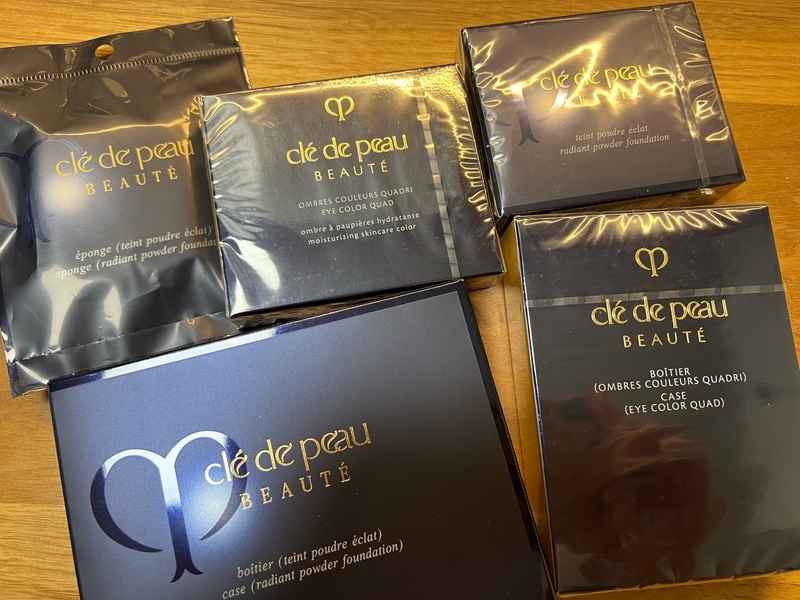 clé de peau
BEAUTÉ
éponge (teint poudre éclat)
sponge (radiant powder foundat
clé de peau
BEAUTÉ
OMBRES COULEURS QUADRI
EYE COLOR QUAD
ombre à paupières hydratante
moisturizing skincare color
clé de peau
teint poudre éclat
radiant powder foundation
clé de peau
BEAUTÉ
boîtier (teint poudre éclat)
case (radiant powder foundation)
clé de peau
BEAUTÉ
BOÎTIER
(OMBRES COULEURS QUADRI)
CASE
(EYE COLOR QUAD)